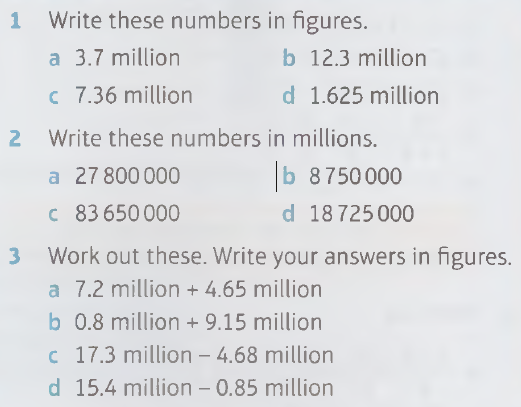 1 Write these numbers in figures.
a 3.7 million b 12.3 million
c 7.36 million d 1.625 million
2 Write these numbers in millions.
a 27 800 000 b 8 750 000
c 83 650 000 d 18 725 000
3 Work out these. Write your answers in figures.
a 7.2 million + 4.65 million
b 0.8 million + 9.15 million
c 17.3 million – 4.68 million
d 15.4 million – 0.85 million